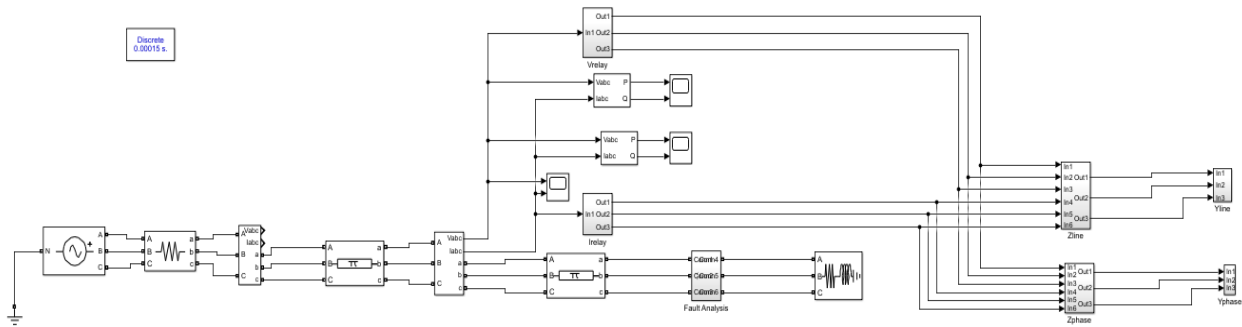 Discrete
0.00015 s.
Out1
In1 Out2
Out3
Vrelay
Vabc P
Iabc Q
Vabc P
Iabc Q
Out1
In1 Out2
Out3
Irelay
In1
In2 Out1
In3
In4 Out2
In5 Out3
In6
Zline
In1
In2
In3
Yline
N A
B
C
A a
B b
C c
Vabc
A Iabc
B a
b
C c
A a
B b
C c
Vabc
A Iabc
B a
b
C c
A a
B b
C c
Fault Analysis
A
B
C
In1
In2 Out1
In3
In4 Out2
In5 Out3
In6
Zphase
In1
In2
In3
Yphase